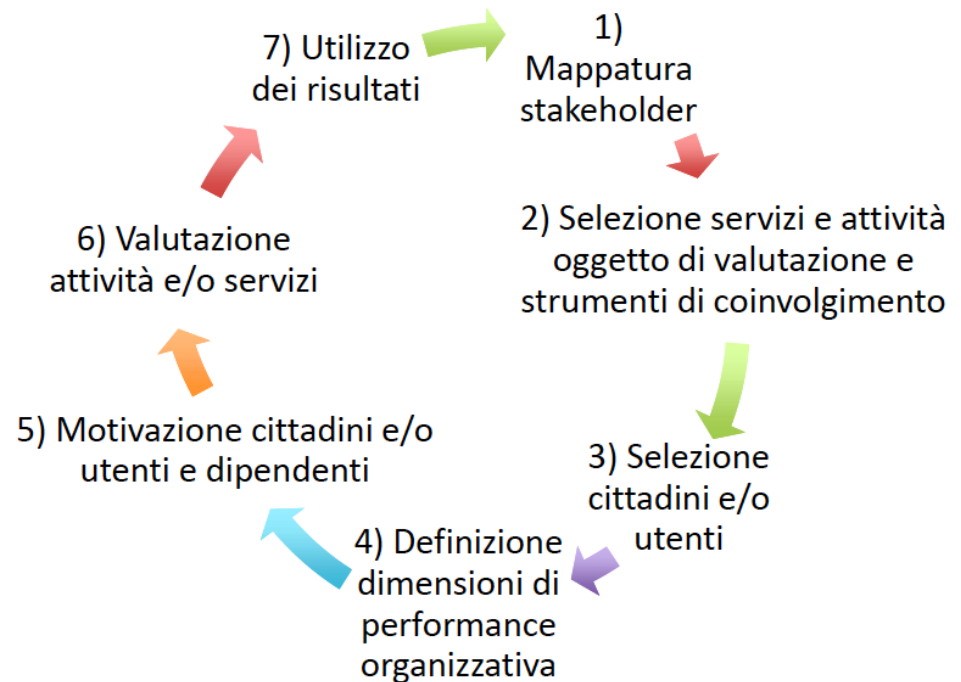 1)
Mappatura
stakeholder
2) Selezione servizi e attività
oggetto di valutazione e
strumenti di coinvolgimento
3) Selezione
cittadini e/o
utenti
4) Definizione
dimensioni di
performance
organizzativa
5) Motivazione cittadini e/o
utenti e dipendenti
6) Valutazione
attività e/o servizi
7) Utilizzo
dei risultati